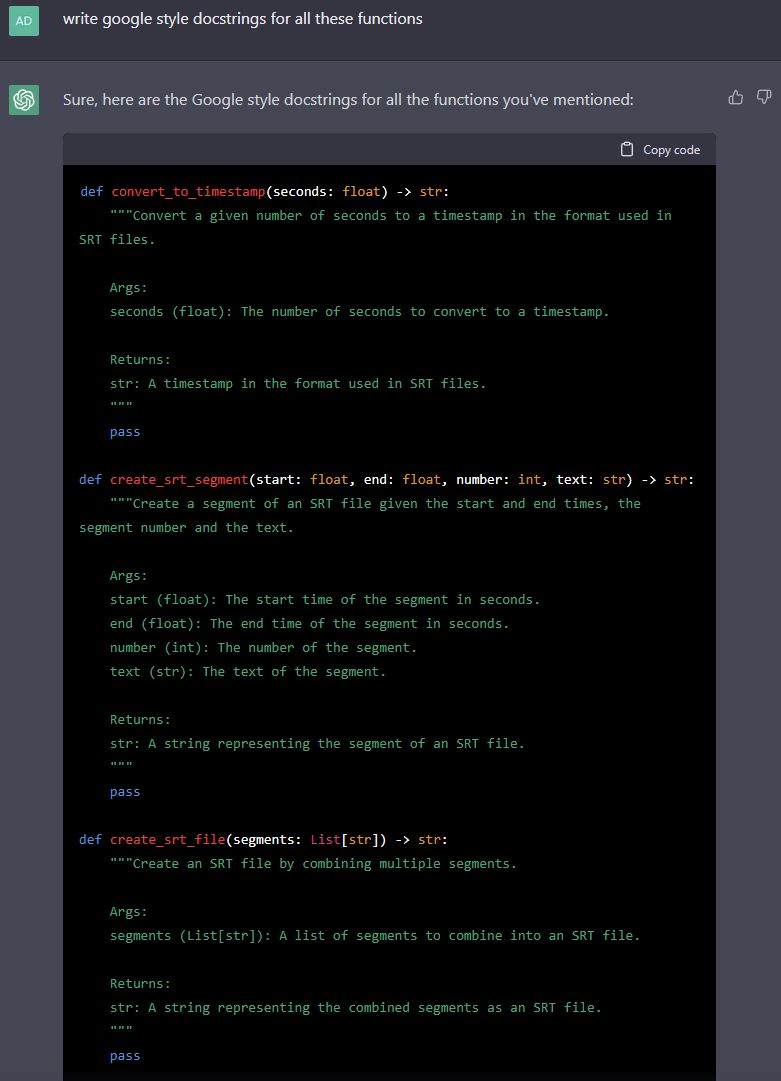 AD
write google style docstrings for all these functions
Sure, here are the Google style docstrings for all the functions you've mentioned:
Copy code
def convert_to_timestamp(seconds: float) -> str:
    """Convert a given number of seconds to a timestamp in the format used in
SRT files.
    Args:
    seconds (float): The number of seconds to convert to a timestamp.
    Returns:
    str: A timestamp in the format used in SRT files.
    """
    pass
def create_srt_segment(start: float, end: float, number: int, text: str) -> str:
    """Create a segment of an SRT file given the start and end times, the
segment number and the text.
    Args:
    start (float): The start time of the segment in seconds.
    end (float): The end time of the segment in seconds.
    number (int): The number of the segment.
    text (str): The text of the segment.
    Returns:
    str: A string representing the segment of an SRT file.
    """
    pass
def create_srt_file(segments: List[str]) -> str:
    """Create an SRT file by combining multiple segments.
    Args:
    segments (List[str]): A list of segments to combine into an SRT file.
    Returns:
    str: A string representing the combined segments as an SRT file.
    """
    pass